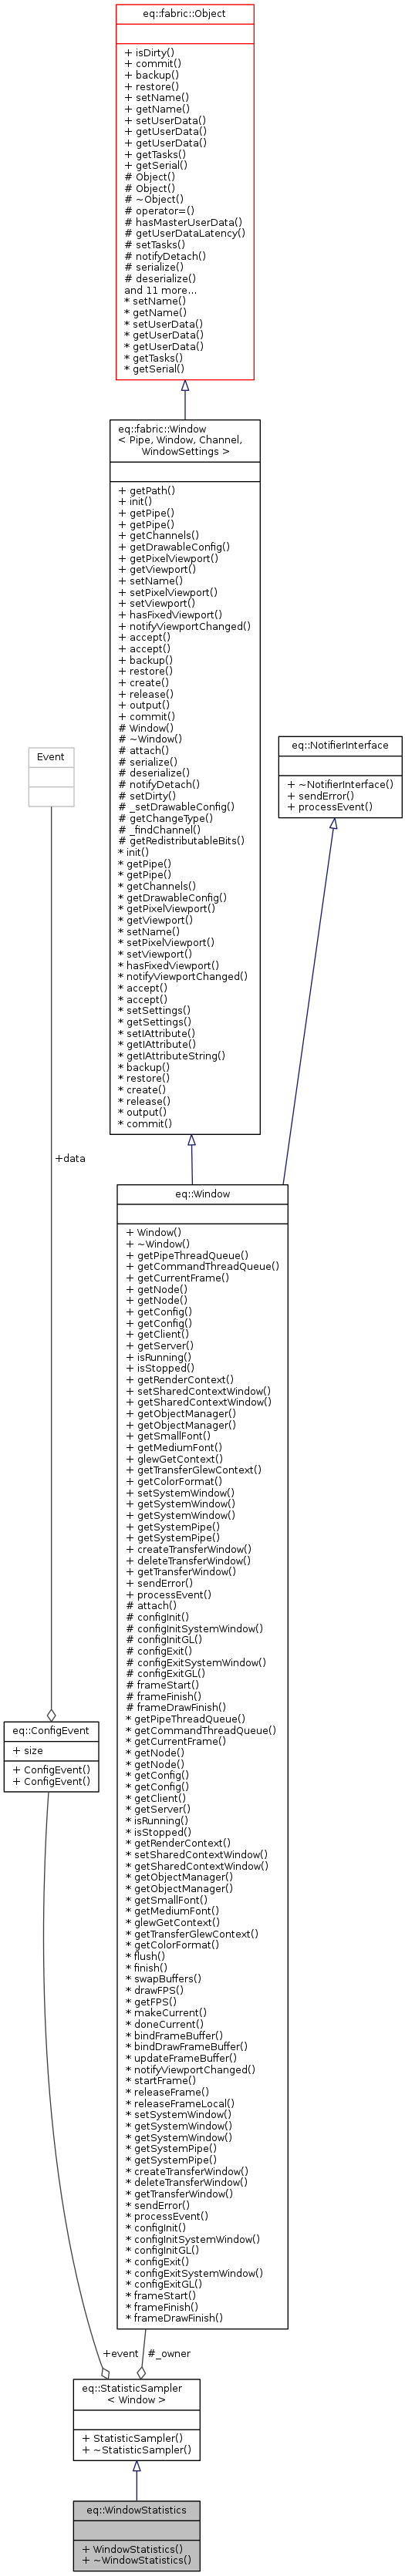 eq::fabric::Object
+ isDirty()
+ commit()
+ backup()
+ restore()
+ setName()
+ getName()
+ setUserData()
+ getUserData()
+ getUserData()
+ getTasks()
+ getSerial()
# Object()
# Object()
# ~Object()
# operator=()
# hasMasterUserData()
# getUserDataLatency()
# setTasks()
# notifyDetach()
# serialize()
# deserialize()
and 11 more...
* setName()
* getName()
* setUserData()
* getUserData()
* getUserData()
* getTasks()
* getSerial()
eq::fabric::Window
< Pipe, Window, Channel,
WindowSettings >
+ getPath()
+ init()
+ getPipe()
+ getPipe()
+ getChannels()
+ getDrawableConfig()
+ getPixelViewport()
+ getViewport()
+ setName()
+ setPixelViewport()
+ setViewport()
+ hasFixedViewport()
+ notifyViewportChanged()
+ accept()
+ accept()
+ backup()
+ restore()
+ create()
+ release()
+ output()
+ commit()
# Window()
# ~Window()
# attach()
# serialize()
# deserialize()
# notifyDetach()
# setDirty()
# _setDrawableConfig()
# getChangeType()
# _findChannel()
# getRedistributableBits()
* init()
* getPipe()
* getPipe()
* getChannels()
* getDrawableConfig()
* getPixelViewport()
* getViewport()
* setName()
* setPixelViewport()
* setViewport()
* hasFixedViewport()
* notifyViewportChanged()
* accept()
* accept()
* setSettings()
* getSettings()
* setIAttribute()
* getIAttribute()
* getIAttributeString()
* backup()
* restore()
* create()
* release()
* output()
* commit()
Event
eq::NotifierInterface
+ ~NotifierInterface()
+ sendError()
+ processEvent()
+data
eq::Window
+ Window()
+ ~Window()
+ getPipeThreadQueue()
+ getCommandThreadQueue()
+ getCurrentFrame()
+ getNode()
+ getNode()
+ getConfig()
+ getConfig()
+ getClient()
+ getServer()
+ isRunning()
+ isStopped()
+ getRenderContext()
+ setSharedContextWindow()
+ getSharedContextWindow()
+ getObjectManager()
+ getObjectManager()
+ getSmallFont()
+ getMediumFont()
+ glewGetContext()
+ getTransferGlewContext()
+ getColorFormat()
+ setSystemWindow()
+ getSystemWindow()
+ getSystemWindow()
+ getSystemPipe()
+ getSystemPipe()
+ createTransferWindow()
+ deleteTransferWindow()
+ getTransferWindow()
+ sendError()
+ processEvent()
# attach()
# configInit()
# configInitSystemWindow()
# configInitGL()
# configExit()
# configExitSystemWindow()
# configExitGL()
# frameStart()
# frameFinish()
# frameDrawFinish()
* getPipeThreadQueue()
* getCommandThreadQueue()
* getCurrentFrame()
* getNode()
* getNode()
* getConfig()
* getConfig()
* getClient()
* getServer()
* isRunning()
* isStopped()
* getRenderContext()
* setSharedContextWindow()
* getSharedContextWindow()
* getObjectManager()
* getObjectManager()
* getSmallFont()
* getMediumFont()
* glewGetContext()
* getTransferGlewContext()
* getColorFormat()
* flush()
* finish()
* swapBuffers()
* drawFPS()
* getFPS()
* makeCurrent()
* doneCurrent()
* bindFrameBuffer()
* bindDrawFrameBuffer()
* updateFrameBuffer()
* notifyViewportChanged()
* startFrame()
* releaseFrame()
* releaseFrameLocal()
* setSystemWindow()
* getSystemWindow()
* getSystemWindow()
* getSystemPipe()
* getSystemPipe()
* createTransferWindow()
* deleteTransferWindow()
* getTransferWindow()
* sendError()
* processEvent()
* configInit()
* configInitSystemWindow()
* configInitGL()
* configExit()
* configExitSystemWindow()
* configExitGL()
* frameStart()
* frameFinish()
* frameDrawFinish()
eq::ConfigEvent
+ size
+ ConfigEvent()
+ ConfigEvent()
+event
#_owner
eq::StatisticSampler
< Window >
+ StatisticSampler()
+ ~StatisticSampler()
eq::WindowStatistics
+ WindowStatistics()
+ ~WindowStatistics()